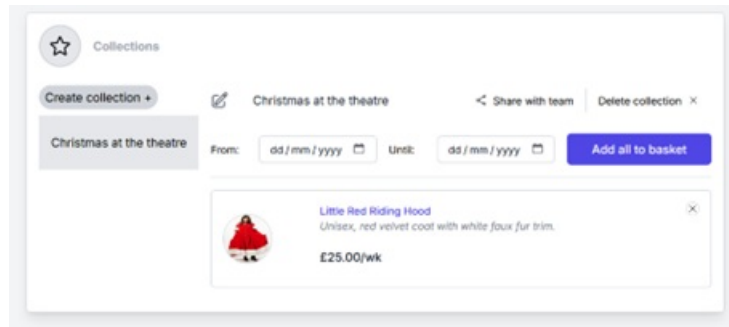 Collections
Create collection +
Christmas at the theatre
Christmas at the theatre
Share with team
Delete collection ×
From: dd/mm/yyyy Until: dd/mm/yyyy Add all to basket
Little Red Riding Hood
Unisex, red velvet coat with white faux fur trim.
£25.00/wk